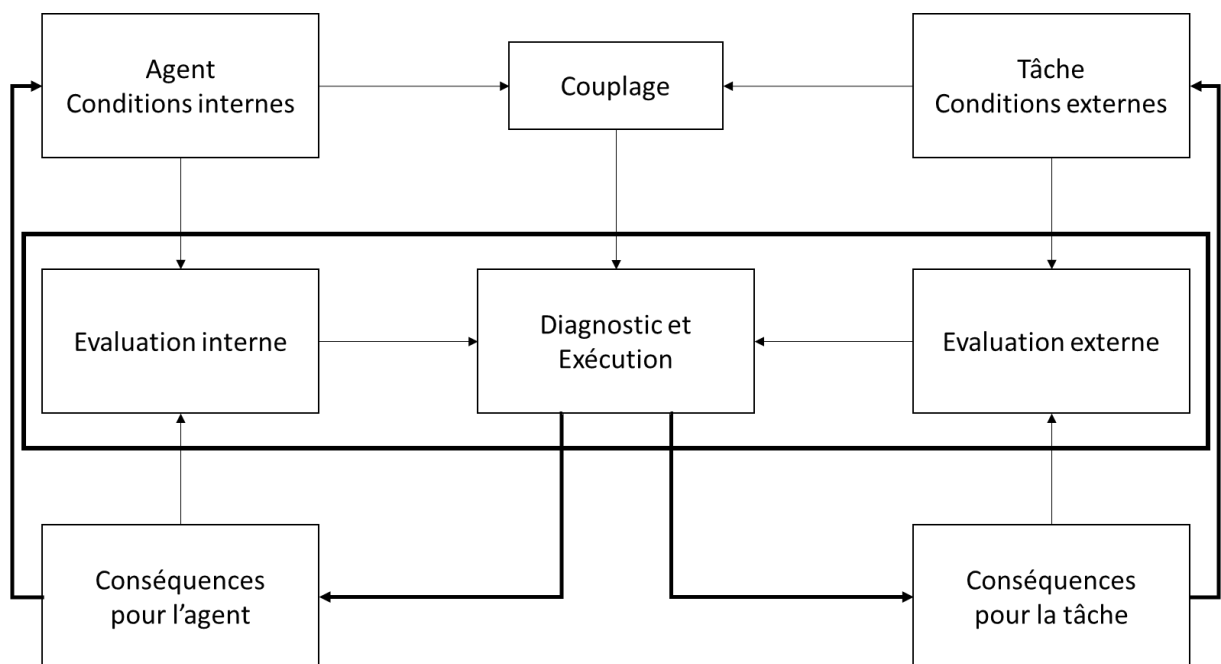 Agent
Conditions internes
Couplage
Tâche
Conditions externes
Evaluation interne
Diagnostic et
Exécution
Evaluation externe
Conséquences
pour l'agent
Conséquences
pour la tâche